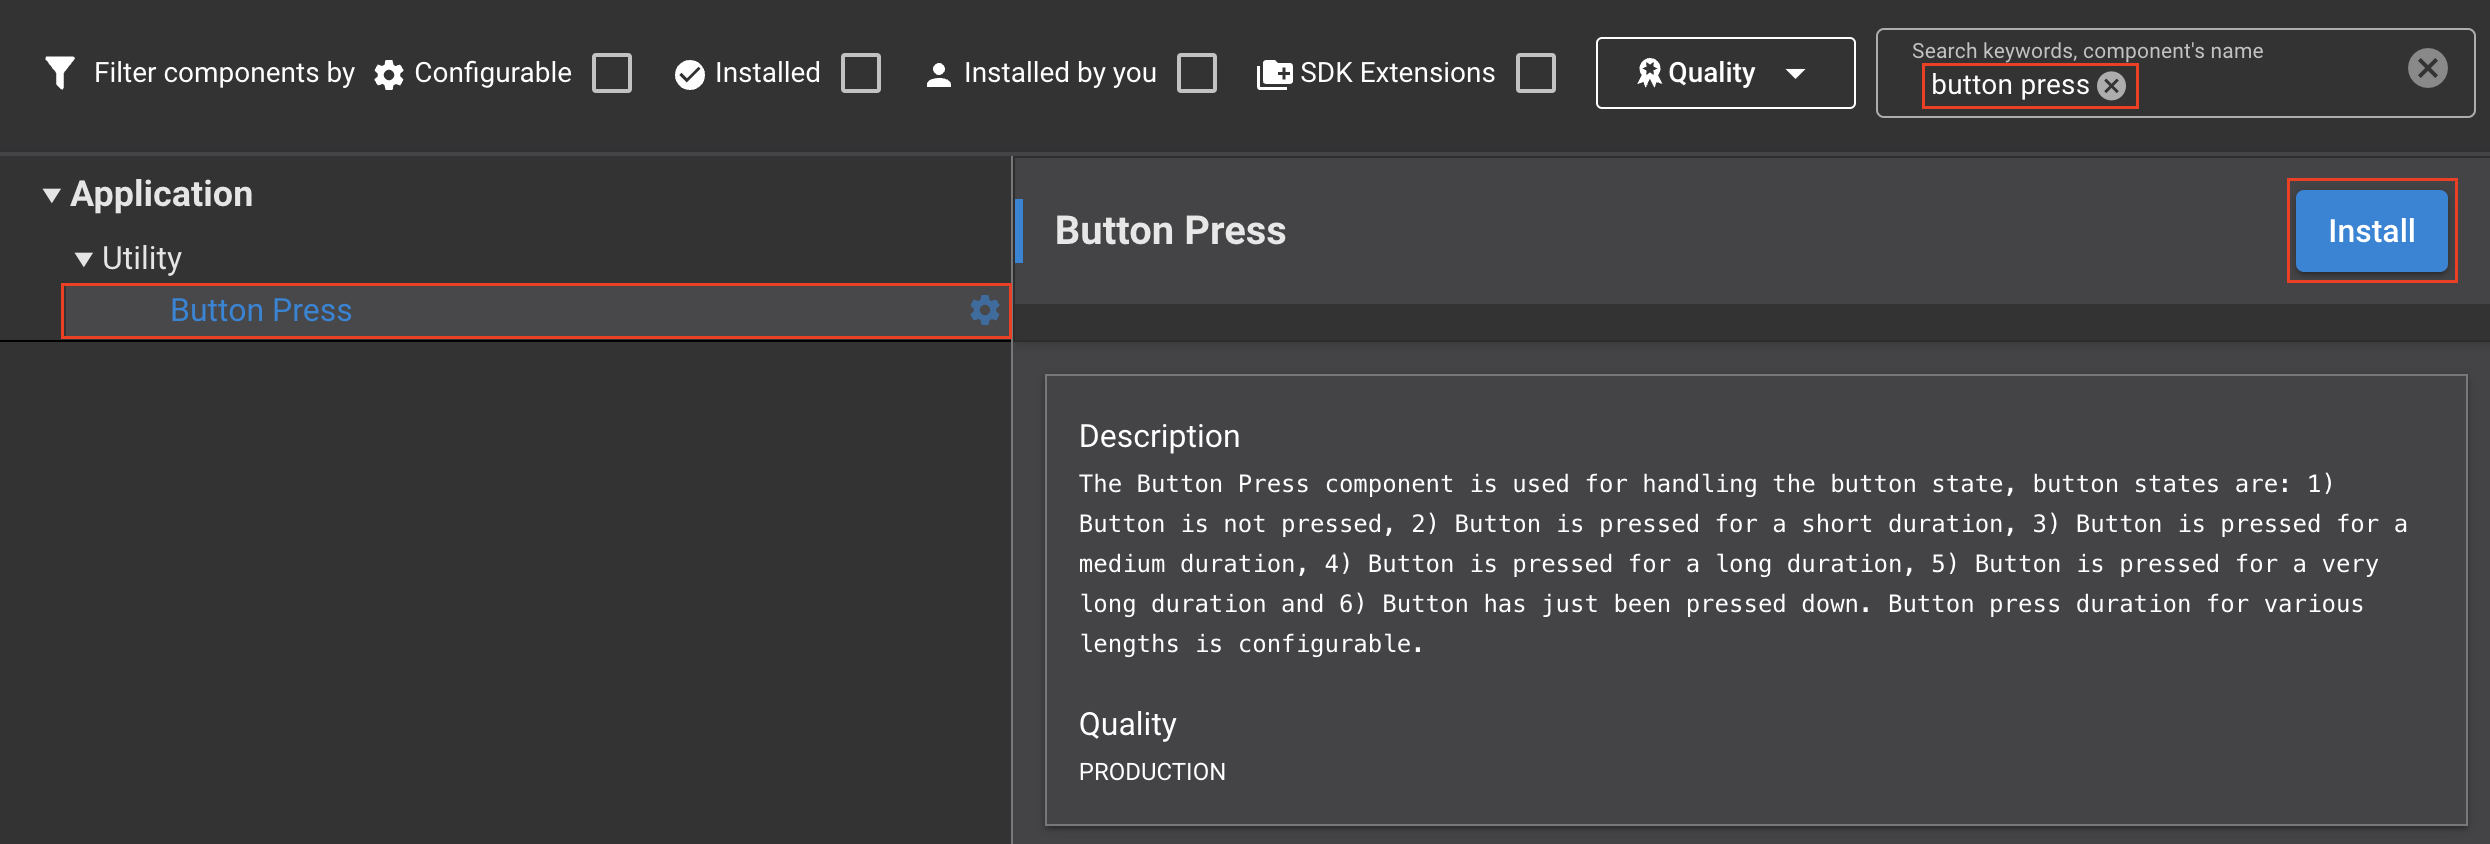 Filter components by Configurable Installed Installed by you SDK Extensions Quality
Search keywords, component's name
button press
Application
Utility
Button Press
Button Press
Install
Description
The Button Press component is used for handling the button state, button states are: 1)
Button is not pressed, 2) Button is pressed for a short duration, 3) Button is pressed for a
medium duration, 4) Button is pressed for a long duration, 5) Button is pressed for a very
long duration and 6) Button has just been pressed down. Button press duration for various
lengths is configurable.
Quality
PRODUCTION